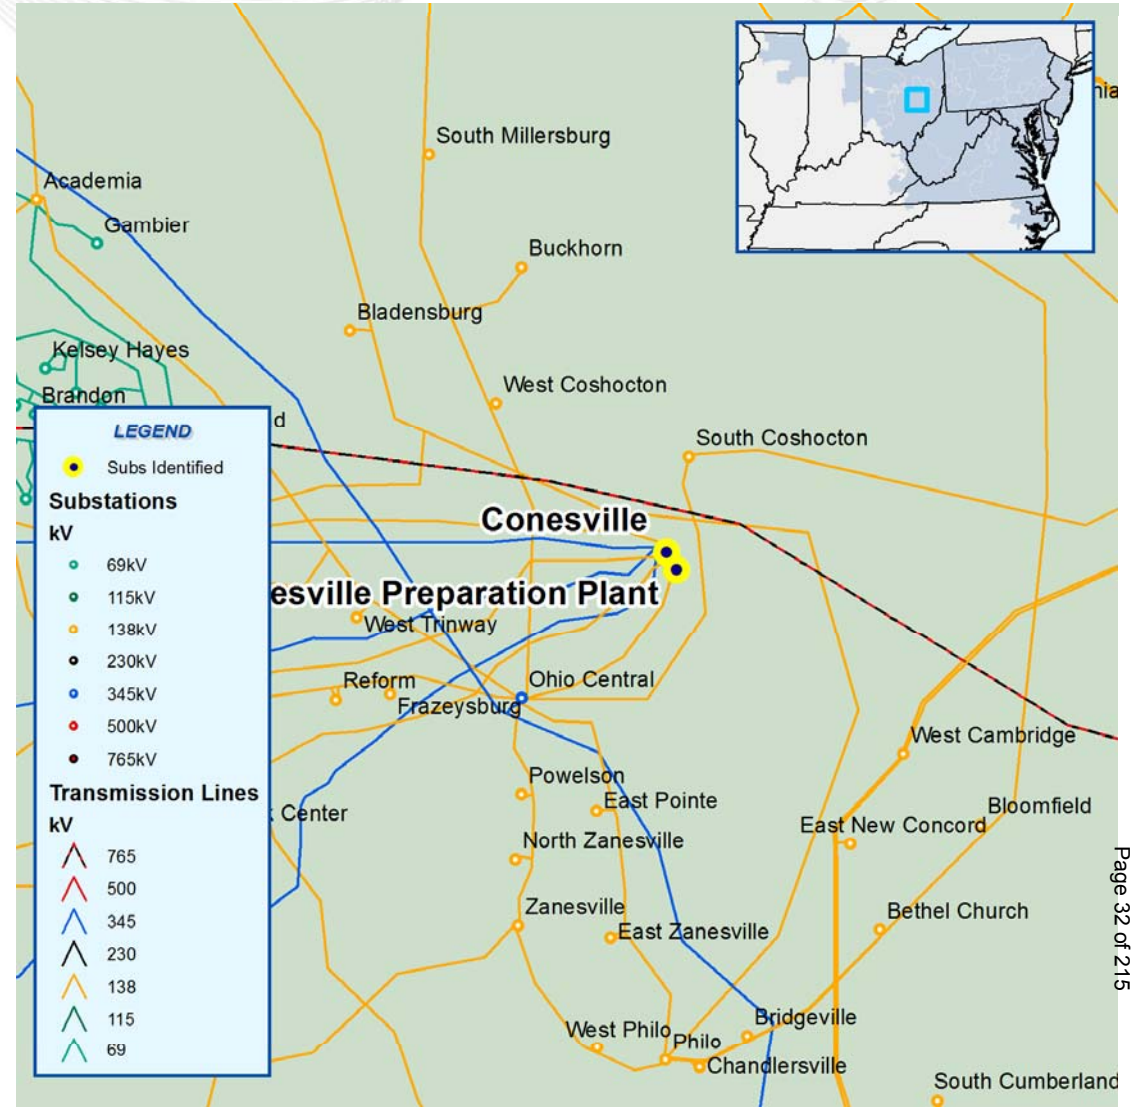 South Millersburg
Academia
Gambier
Buckhorn
Bladensburg
Kelsey Hayes
West Coshocton
Brandon
d
South Coshocton
Conesville
esville Preparation Plant
West Trinway
Reform
Ohio Central
Frazeysburg
West Cambridge
Powelson
East Pointe
Bloomfield
Center
East New Concord
North Zanesville
Zanesville
Bethel Church
East Zanesville
Bridgeville
West Philo
Philo
Chandlersville
South Cumberland
LEGEND
Subs Identified
Substations
kV
69kV
115kV
138kV
230kV
345kV
500kV
765kV
Transmission Lines
kV
765
500
345
230
138
115
69
nia
Page 32 of 215